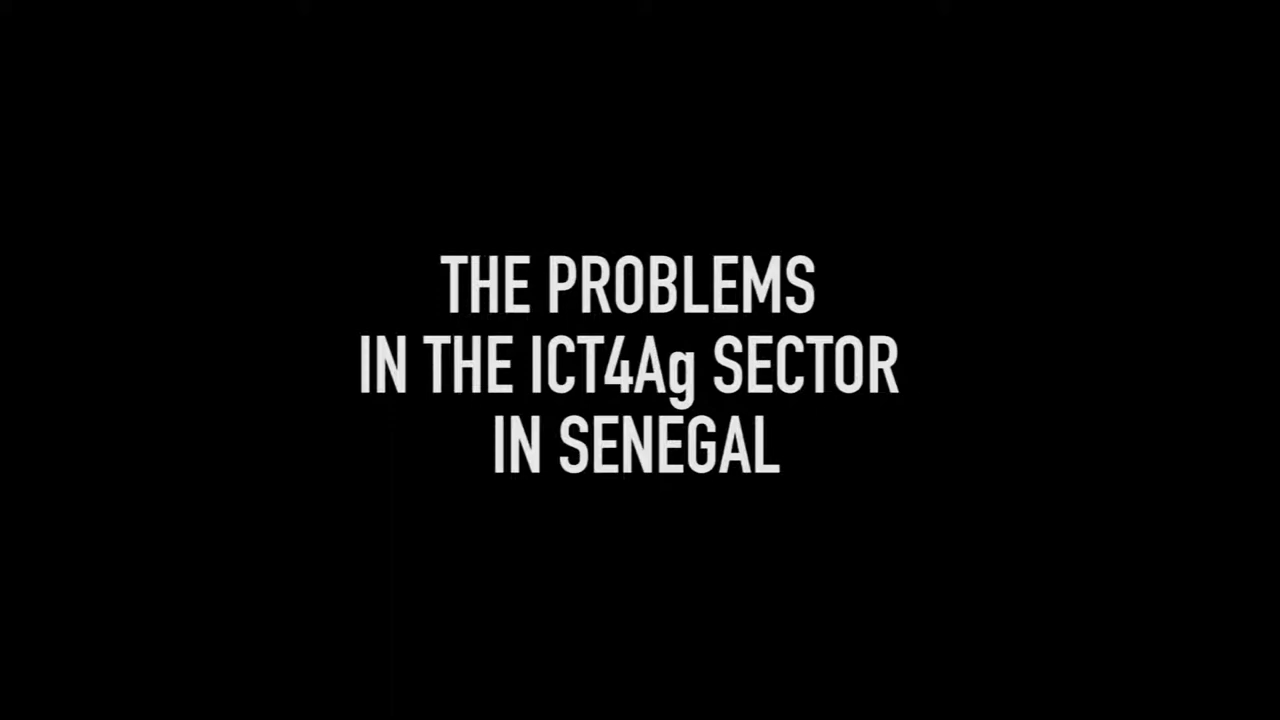 THE PROBLEMS
IN THE ICT4Ag SECTOR
IN SENEGAL